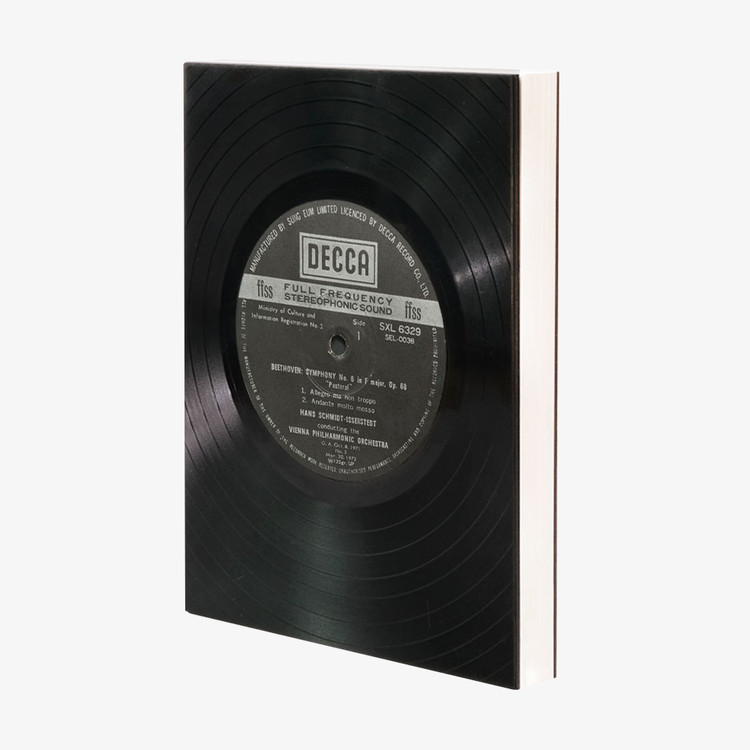 MANUFACTURED BY SUNG EUM LIMITED LICENCED BY DECCA RECORD CO. LTD.
DECCA
ffss FULL FREQUENCY STEREOPHONIC SOUND ffss
Ministry of Culture and
Information Registration No. 2
Side
1
SXL 6329
SEL-0038
BEETHOVEN: SYMPHONY No. 6 in F major, Op. 68
"Pastoral"
1. Allegro ma non troppo
2. Andante molto mosso
HANS SCHMIDT-ISSERSTEDT
conducting the
VIENNA PHILHARMONIC ORCHESTRA